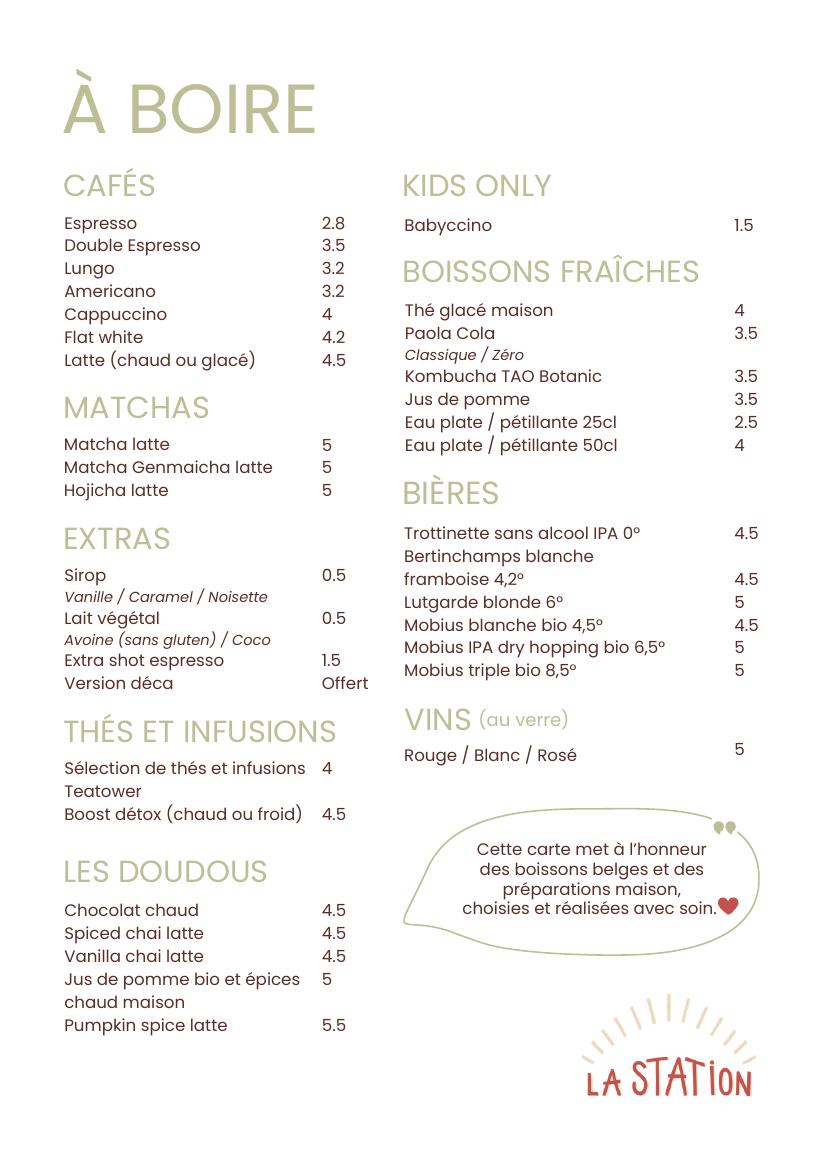 À BOIRE
CAFÉS
Espresso 2.8
Double Espresso 3.5
Lungo 3.2
Americano 3.2
Cappuccino 4
Flat white 4.2
Latte (chaud ou glacé) 4.5
MATCHAS
Matcha latte 5
Matcha Genmaicha latte 5
Hojicha latte 5
EXTRAS
Sirop 0.5
Vanille / Caramel / Noisette
Lait végétal 0.5
Avoine (sans gluten) / Coco
Extra shot espresso 1.5
Version déca Offert
THÉS ET INFUSIONS
Sélection de thés et infusions 4
Teatower
Boost détox (chaud ou froid) 4.5
LES DOUDOUS
Chocolat chaud 4.5
Spiced chai latte 4.5
Vanilla chai latte 4.5
Jus de pomme bio et épices 5
chaud maison
Pumpkin spice latte 5.5
KIDS ONLY
Babyccino 1.5
BOISSONS FRAÎCHES
Thé glacé maison 4
Paola Cola 3.5
Classique / Zéro
Kombucha TAO Botanic 3.5
Jus de pomme 3.5
Eau plate / pétillante 25cl 2.5
Eau plate / pétillante 50cl 4
BIÈRES
Trottinette sans alcool IPA 0° 4.5
Bertinchamps blanche
framboise 4,2° 4.5
Lutgarde blonde 6° 5
Mobius blanche bio 4,5° 4.5
Mobius IPA dry hopping bio 6,5° 5
Mobius triple bio 8,5° 5
VINS (au verre)
Rouge / Blanc / Rosé 5
Cette carte met à l’honneur
des boissons belges et des
préparations maison,
choisies et réalisées avec soin.
LA STATION